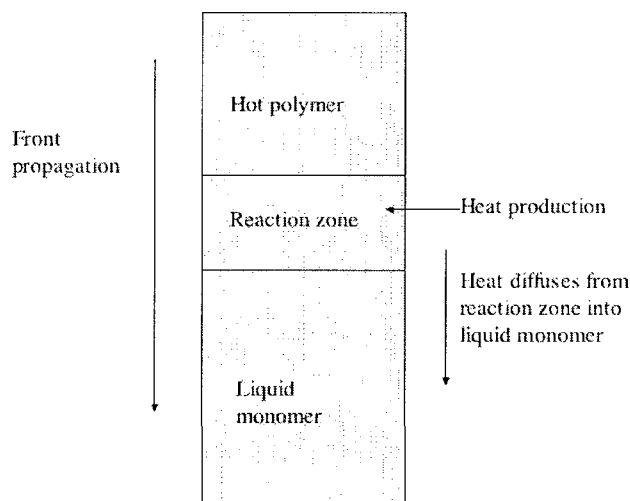 Hot polymer
Front
propagation
Reaction zone
Heat production
Heat diffuses from
reaction zone into
liquid monomer
Liquid
monomer